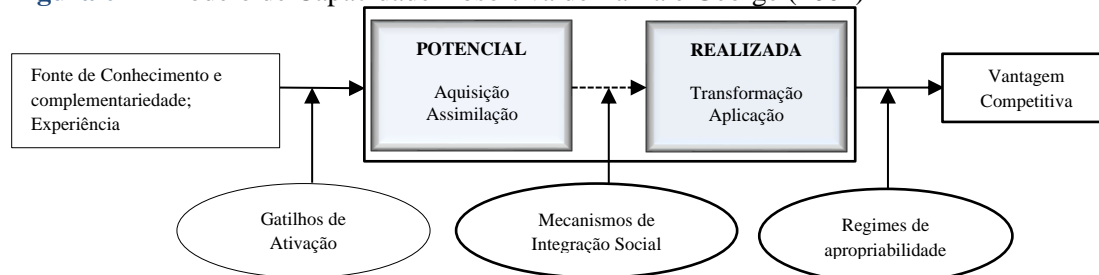 Fonte de Conhecimento e
complementariedade;
Experiência
POTENCIAL
Aquisição
Assimilação
REALIZADA
Transformação
Aplicação
Vantagem
Competitiva
Gatilhos de
Ativação
Mecanismos de
Integração Social
Regimes de
apropriabilidade